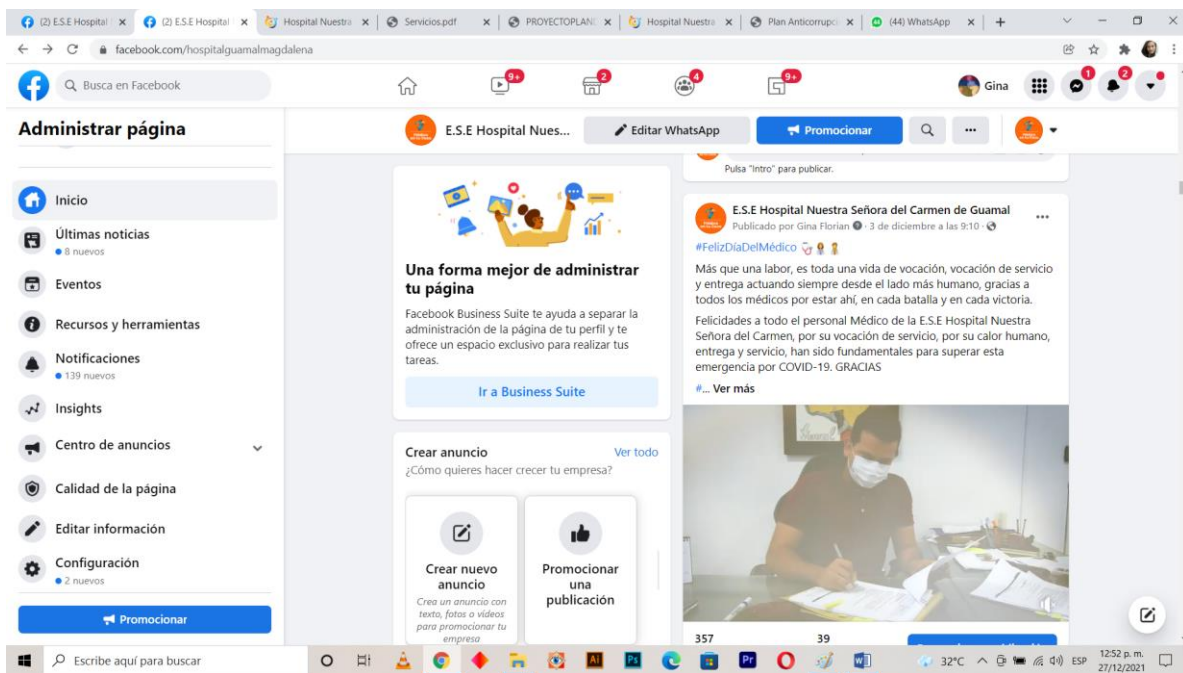 (2) E.S.E Hospital
(2) E.S.E Hospital
Hospital Nuestra
Servicios.pdf
PROYECTOPLAN
Hospital Nuestra
Plan Anticorrupci
(44) WhatsApp
facebook.com/hospitalguamalmagdalena
Busca en Facebook
9+
2
4
9+
Gina
1
2
Administrar página
E.S.E Hospital Nues...
Editar WhatsApp
Promocionar
Inicio
Últimas noticias
8 nuevos
Eventos
Recursos y herramientas
Notificaciones
139 nuevos
Insights
Centro de anuncios
Calidad de la página
Editar información
Configuración
2 nuevos
Promocionar
Una forma mejor de administrar
tu página
Facebook Business Suite te ayuda a separar la
administración de la página de tu perfil y te
ofrece un espacio exclusivo para realizar tus
tareas.
Ir a Business Suite
Crear anuncio
Ver todo
¿Cómo quieres hacer crecer tu empresa?
Crear nuevo
anuncio
Crea un anuncio con
texto, fotos o vídeos
para promocionar tu
empresa
Promocionar
una
publicación
Pulsa "Intro" para publicar.
E.S.E Hospital Nuestra Señora del Carmen de Guamal
Publicado por Gina Florian · 3 de diciembre a las 9:10 ·
#FelizDíaDelMédico
Más que una labor, es toda una vida de vocación, vocación de servicio
y entrega actuando siempre desde el lado más humano, gracias a
todos los médicos por estar ahí, en cada batalla y en cada victoria.
Felicidades a todo el personal Médico de la E.S.E Hospital Nuestra
Señora del Carmen, por su vocación de servicio, por su calor humano,
entrega y servicio, han sido fundamentales para superar esta
emergencia por COVID-19. GRACIAS
#... Ver más
357
39
Escribe aquí para buscar
Ai
Ps
Pr
32°C
ESP
12:52 p. m.
27/12/2021